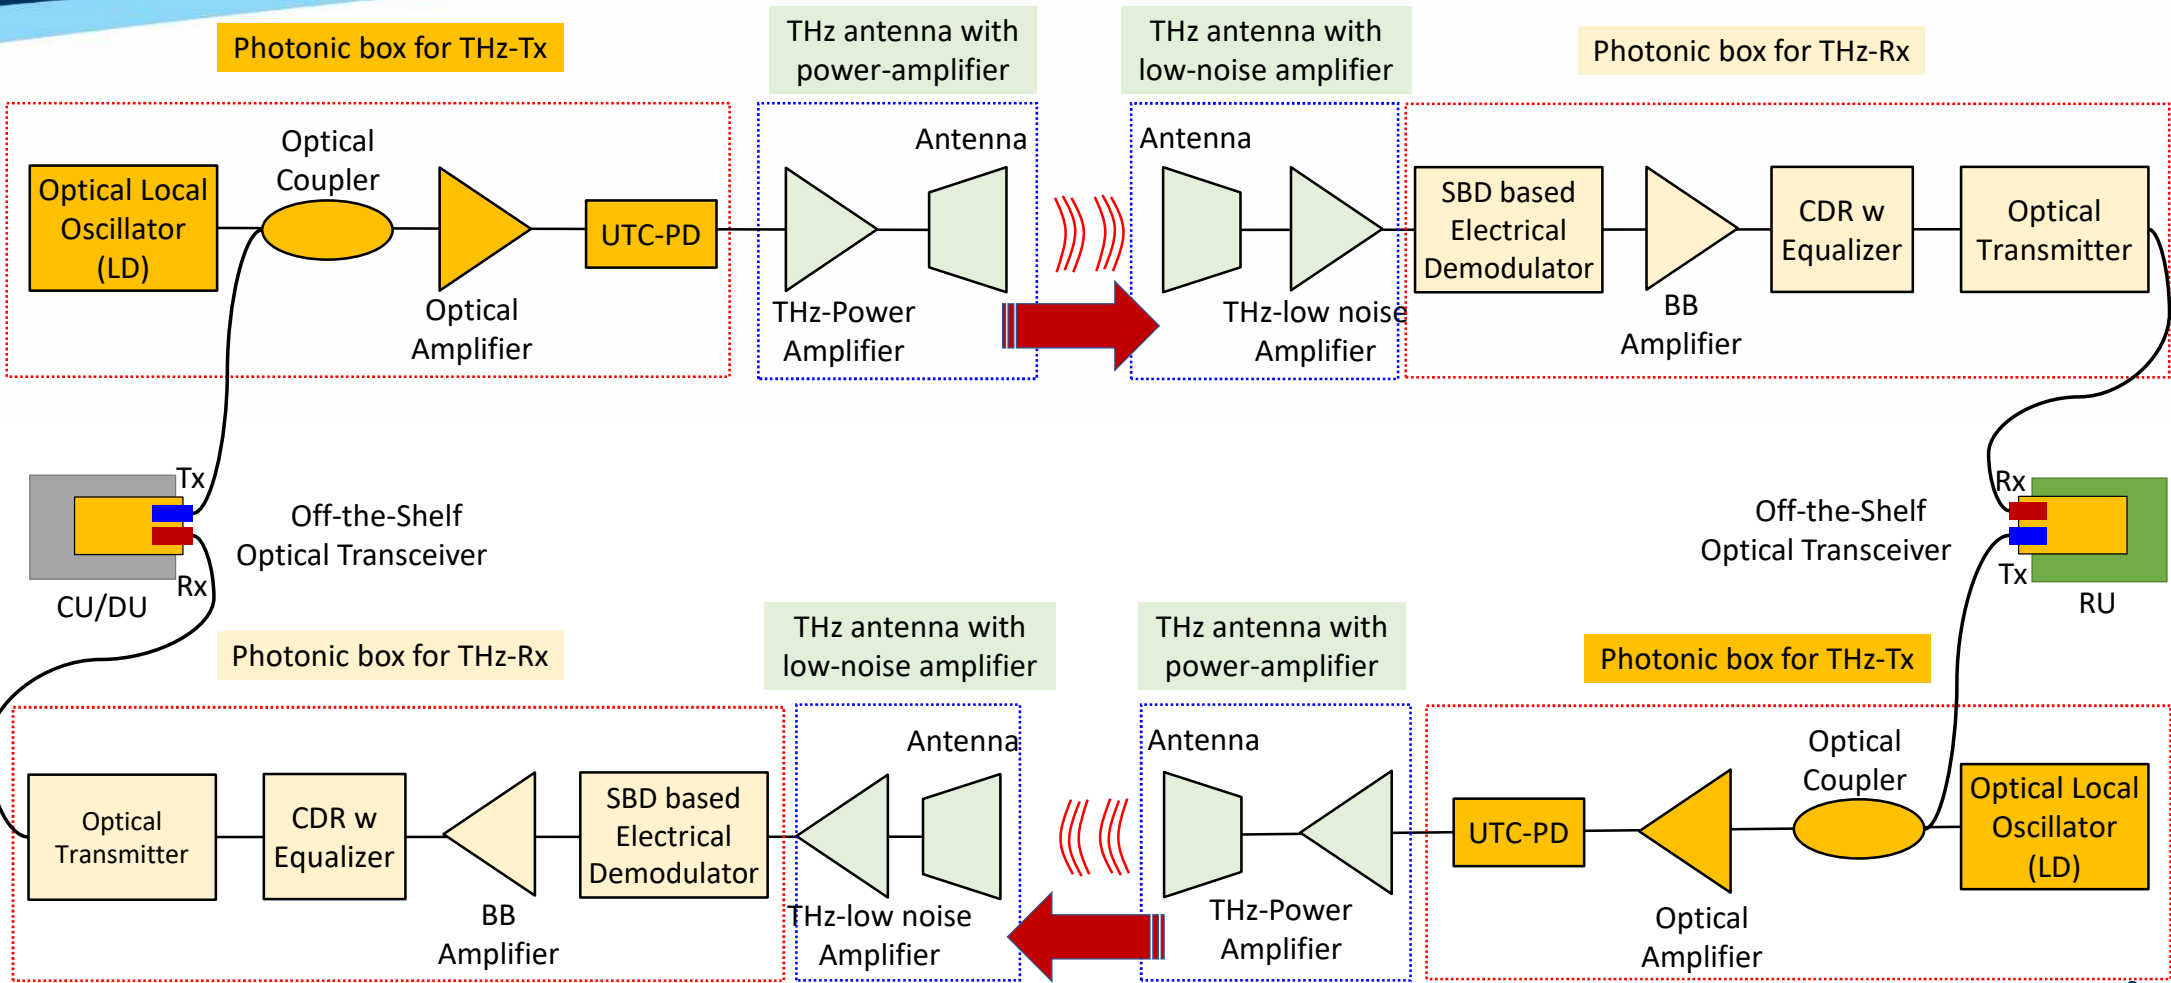 Photonic box for THz-Tx
THz antenna with
power-amplifier
THz antenna with
low-noise amplifier
Photonic box for THz-Rx
Optical Local
Oscillator
(LD)
Optical
Coupler
Optical
Amplifier
UTC-PD
THz-Power
Amplifier
Antenna
Antenna
THz-low noise
Amplifier
SBD based
Electrical
Demodulator
BB
Amplifier
CDR w
Equalizer
Optical
Transmitter
Tx
Rx
CU/DU
Off-the-Shelf
Optical Transceiver
Off-the-Shelf
Optical Transceiver
Rx
Tx
RU
Photonic box for THz-Rx
THz antenna with
low-noise amplifier
THz antenna with
power-amplifier
Photonic box for THz-Tx
Optical
Transmitter
CDR w
Equalizer
BB
Amplifier
SBD based
Electrical
Demodulator
THz-low noise
Amplifier
Antenna
Antenna
THz-Power
Amplifier
UTC-PD
Optical
Amplifier
Optical
Coupler
Optical Local
Oscillator
(LD)